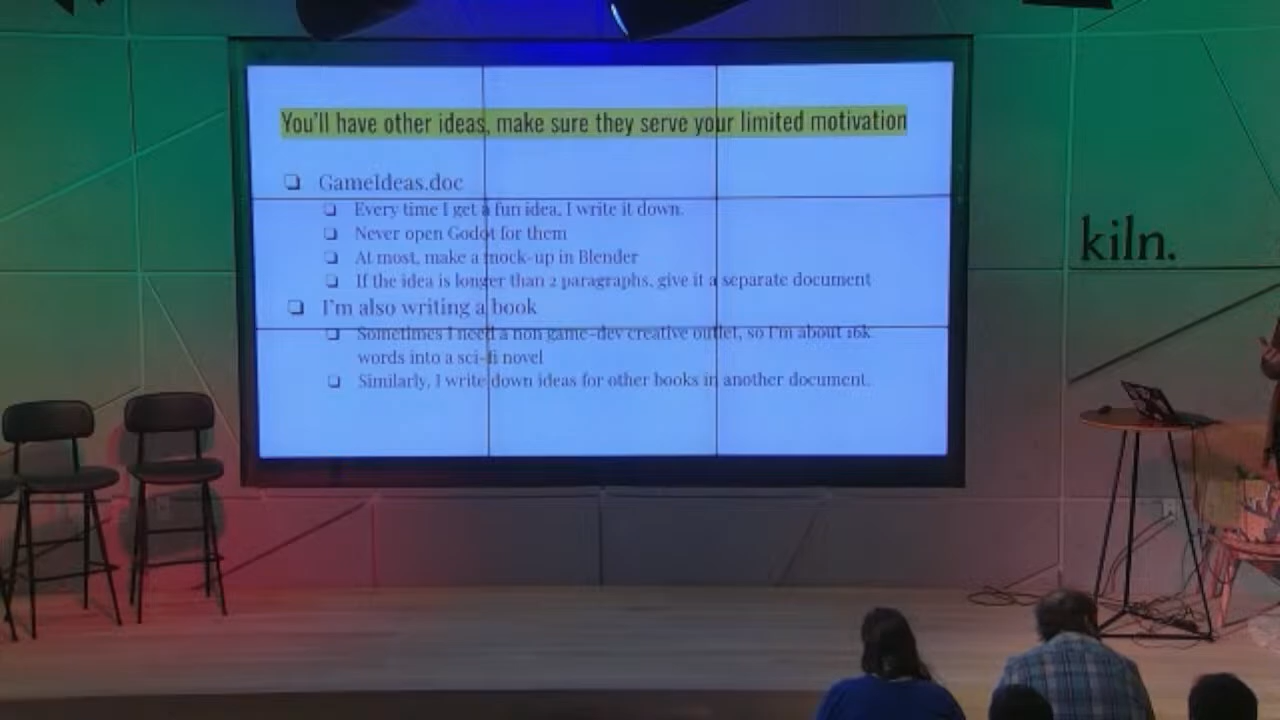 You'll have other ideas, make sure they serve your limited motivation
GameIdeas.doc
Every time I get a fun idea, I write it down.
Never open Godot for them
At most, make a mock-up in Blender
If the idea is longer than 2 paragraphs, give it a separate document
I'm also writing a book
Sometimes I need a non game-dev creative outlet, so I'm about 16k
words into a sci-fi novel
Similarly, I write down ideas for other books in another document.
kiln.